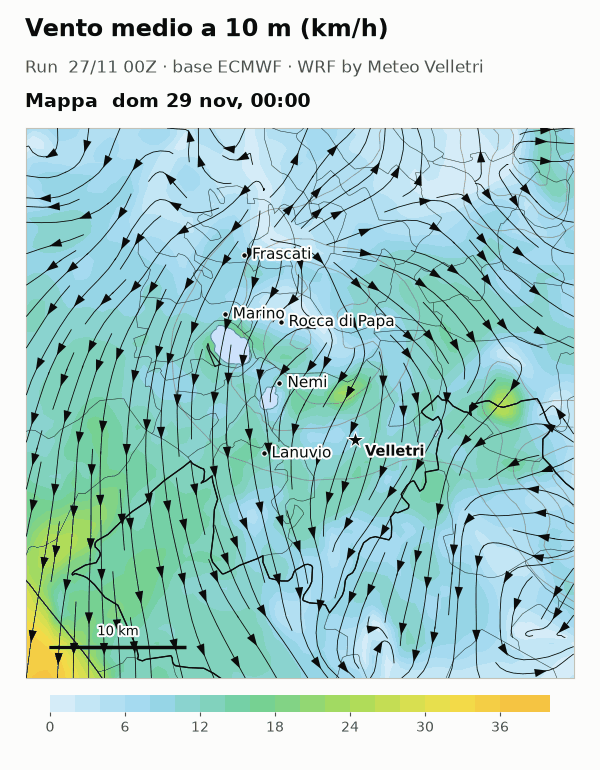 Vento medio a 10 m (km/h)
Run  27/11 00Z · base ECMWF · WRF by Meteo Velletri
Mappa  dom 29 nov, 00:00
Frascati
Marino
Rocca di Papa
Nemi
Velletri
Lanuvio
10 km
0 6 12 18 24 30 36